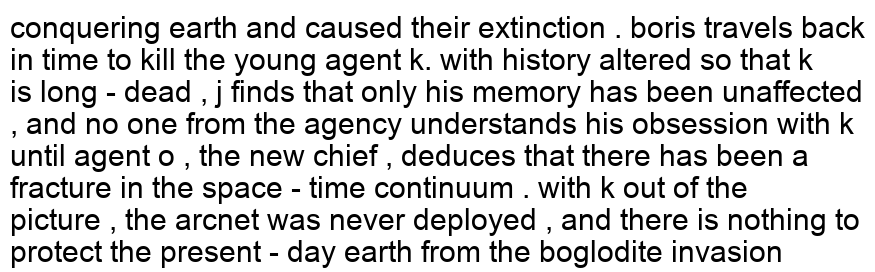 conquering earth and caused their extinction . boris travels back
in time to kill the young agent k. with history altered so that k
is long - dead , j finds that only his memory has been unaffected
, and no one from the agency understands his obsession with k
until agent o , the new chief , deduces that there has been a
fracture in the space - time continuum . with k out of the
picture , the arcnet was never deployed , and there is nothing to
protect the present - day earth from the boglodite invasion